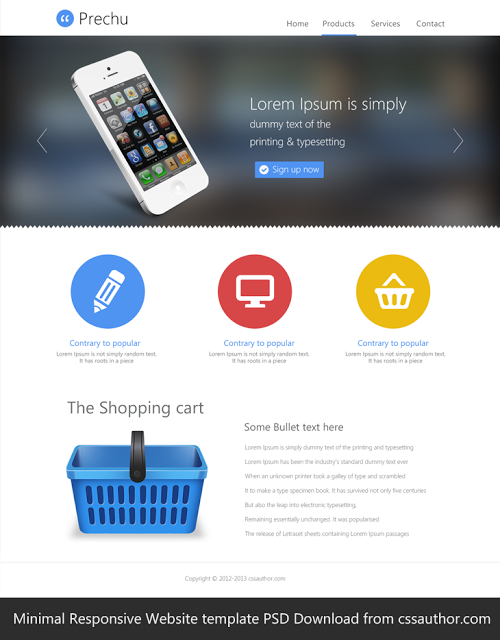 Prechu
Home Products Services Contact
Lorem Ipsum is simply
dummy text of the
printing & typesetting
Sign up now
Contrary to popular
Lorem Ipsum is not simply random text.
It has roots in a piece
Contrary to popular
Lorem Ipsum is not simply random text.
It has roots in a piece
Contrary to popular
Lorem Ipsum is not simply random text.
It has roots in a piece
The Shopping cart
Some Bullet text here
Lorem Ipsum is simply dummy text of the printing and typesetting
Lorem Ipsum has been the industry's standard dummy text ever
When an unknown printer took a galley of type and scrambled
It to make a type specimen book. It has survived not only five centuries
But also the leap into electronic typesetting,
Remaining essentially unchanged. It was popularised
The release of Letraset sheets containing Lorem Ipsum passages
Copyright © 2012-2013 cssauthor.com
Minimal Responsive Website template PSD Download from cssauthor.com